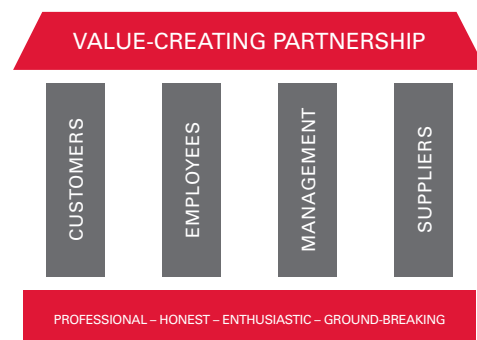 VALUE-CREATING PARTNERSHIP
CUSTOMERS
EMPLOYEES
MANAGEMENT
SUPPLIERS
PROFESSIONAL – HONEST – ENTHUSIASTIC – GROUND-BREAKING